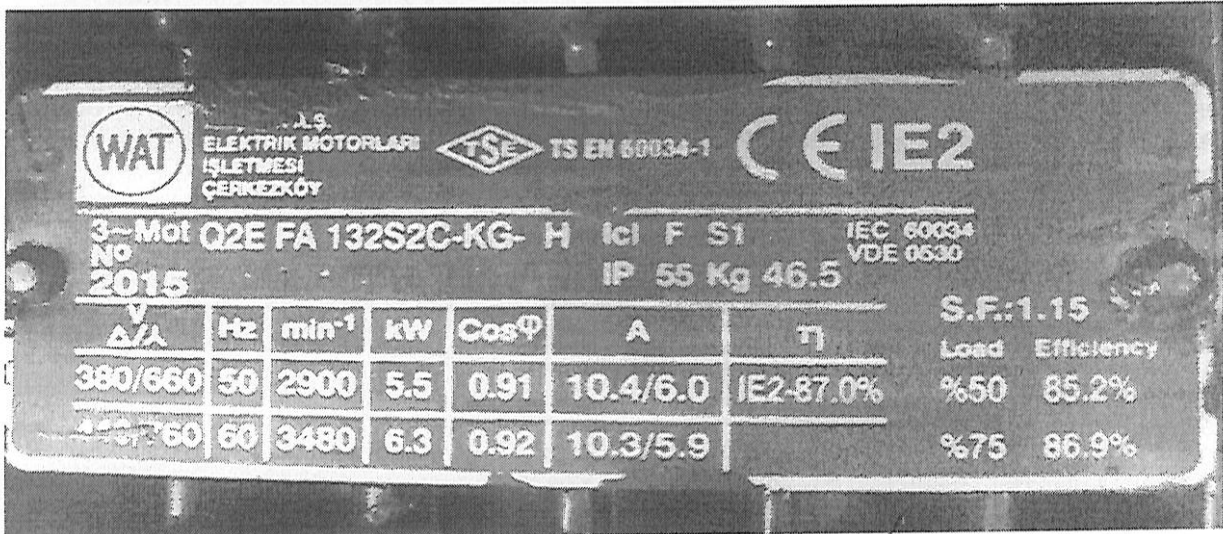 WAT
A.Ş.
ELEKTRİK MOTORLARI
İŞLETMESİ
ÇERKEZKÖY
TSE TS EN 60034-1
CE IE2
3~Mot Q2E FA 132S2C-KG- H Icl F S1
IEC 60034
VDE 0530
No
2015
IP 55 Kg 46.5
V Δ/⅄ Hz min⁻¹ kW CosΦ A η
380/660 50 2900 5.5 0.91 10.4/6.0 IE2-87.0%
60 3480 6.3 0.92 10.3/5.9
S.F.:1.15
Load Efficiency
%50 85.2%
%75 86.9%